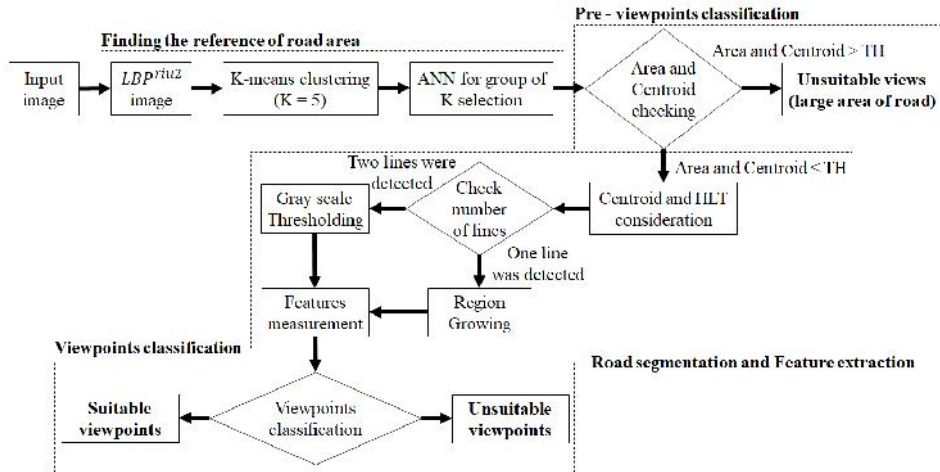 Pre - viewpoints classification
Finding the reference of road area
Area and Centroid > TH
Input
image
LBP^riu2
image
K-means clustering
(K = 5)
ANN for group of
K selection
Area and
Centroid
checking
Unsuitable views
(large area of road)
Two lines were
detected
Area and Centroid < TH
Gray scale
Thresholding
Check
number
of lines
Centroid and HLT
consideration
One line
was detected
Features
measurement
Region
Growing
Viewpoints classification
Road segmentation and Feature extraction
Suitable
viewpoints
Viewpoints
classification
Unsuitable
viewpoints